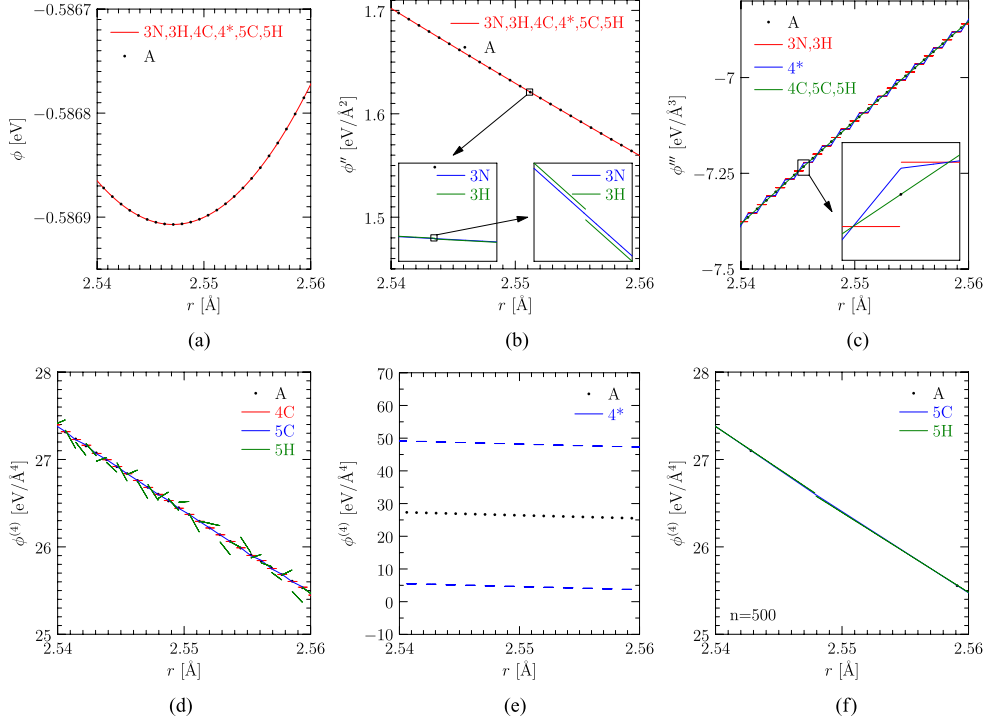 −0.5867
−0.5868
−0.5869
ϕ [eV]
3N,3H,4C,4*,5C,5H
A
2.54
2.55
2.56
r [Å]
(a)
1.7
1.6
1.5
ϕ′′ [eV/Å²]
3N,3H,4C,4*,5C,5H
A
3N
3H
3N
3H
2.54
2.55
2.56
r [Å]
(b)
−7
−7.25
−7.5
ϕ′′′ [eV/Å³]
A
3N,3H
4*
4C,5C,5H
2.54
2.55
2.56
r [Å]
(c)
28
27
26
25
ϕ⁽⁴⁾ [eV/Å⁴]
A
4C
5C
5H
2.54
2.55
2.56
r [Å]
(d)
70
60
50
40
30
20
10
0
−10
ϕ⁽⁴⁾ [eV/Å⁴]
A
4*
2.54
2.55
2.56
r [Å]
(e)
28
27
26
25
ϕ⁽⁴⁾ [eV/Å⁴]
A
5C
5H
n=500
2.54
2.55
2.56
r [Å]
(f)